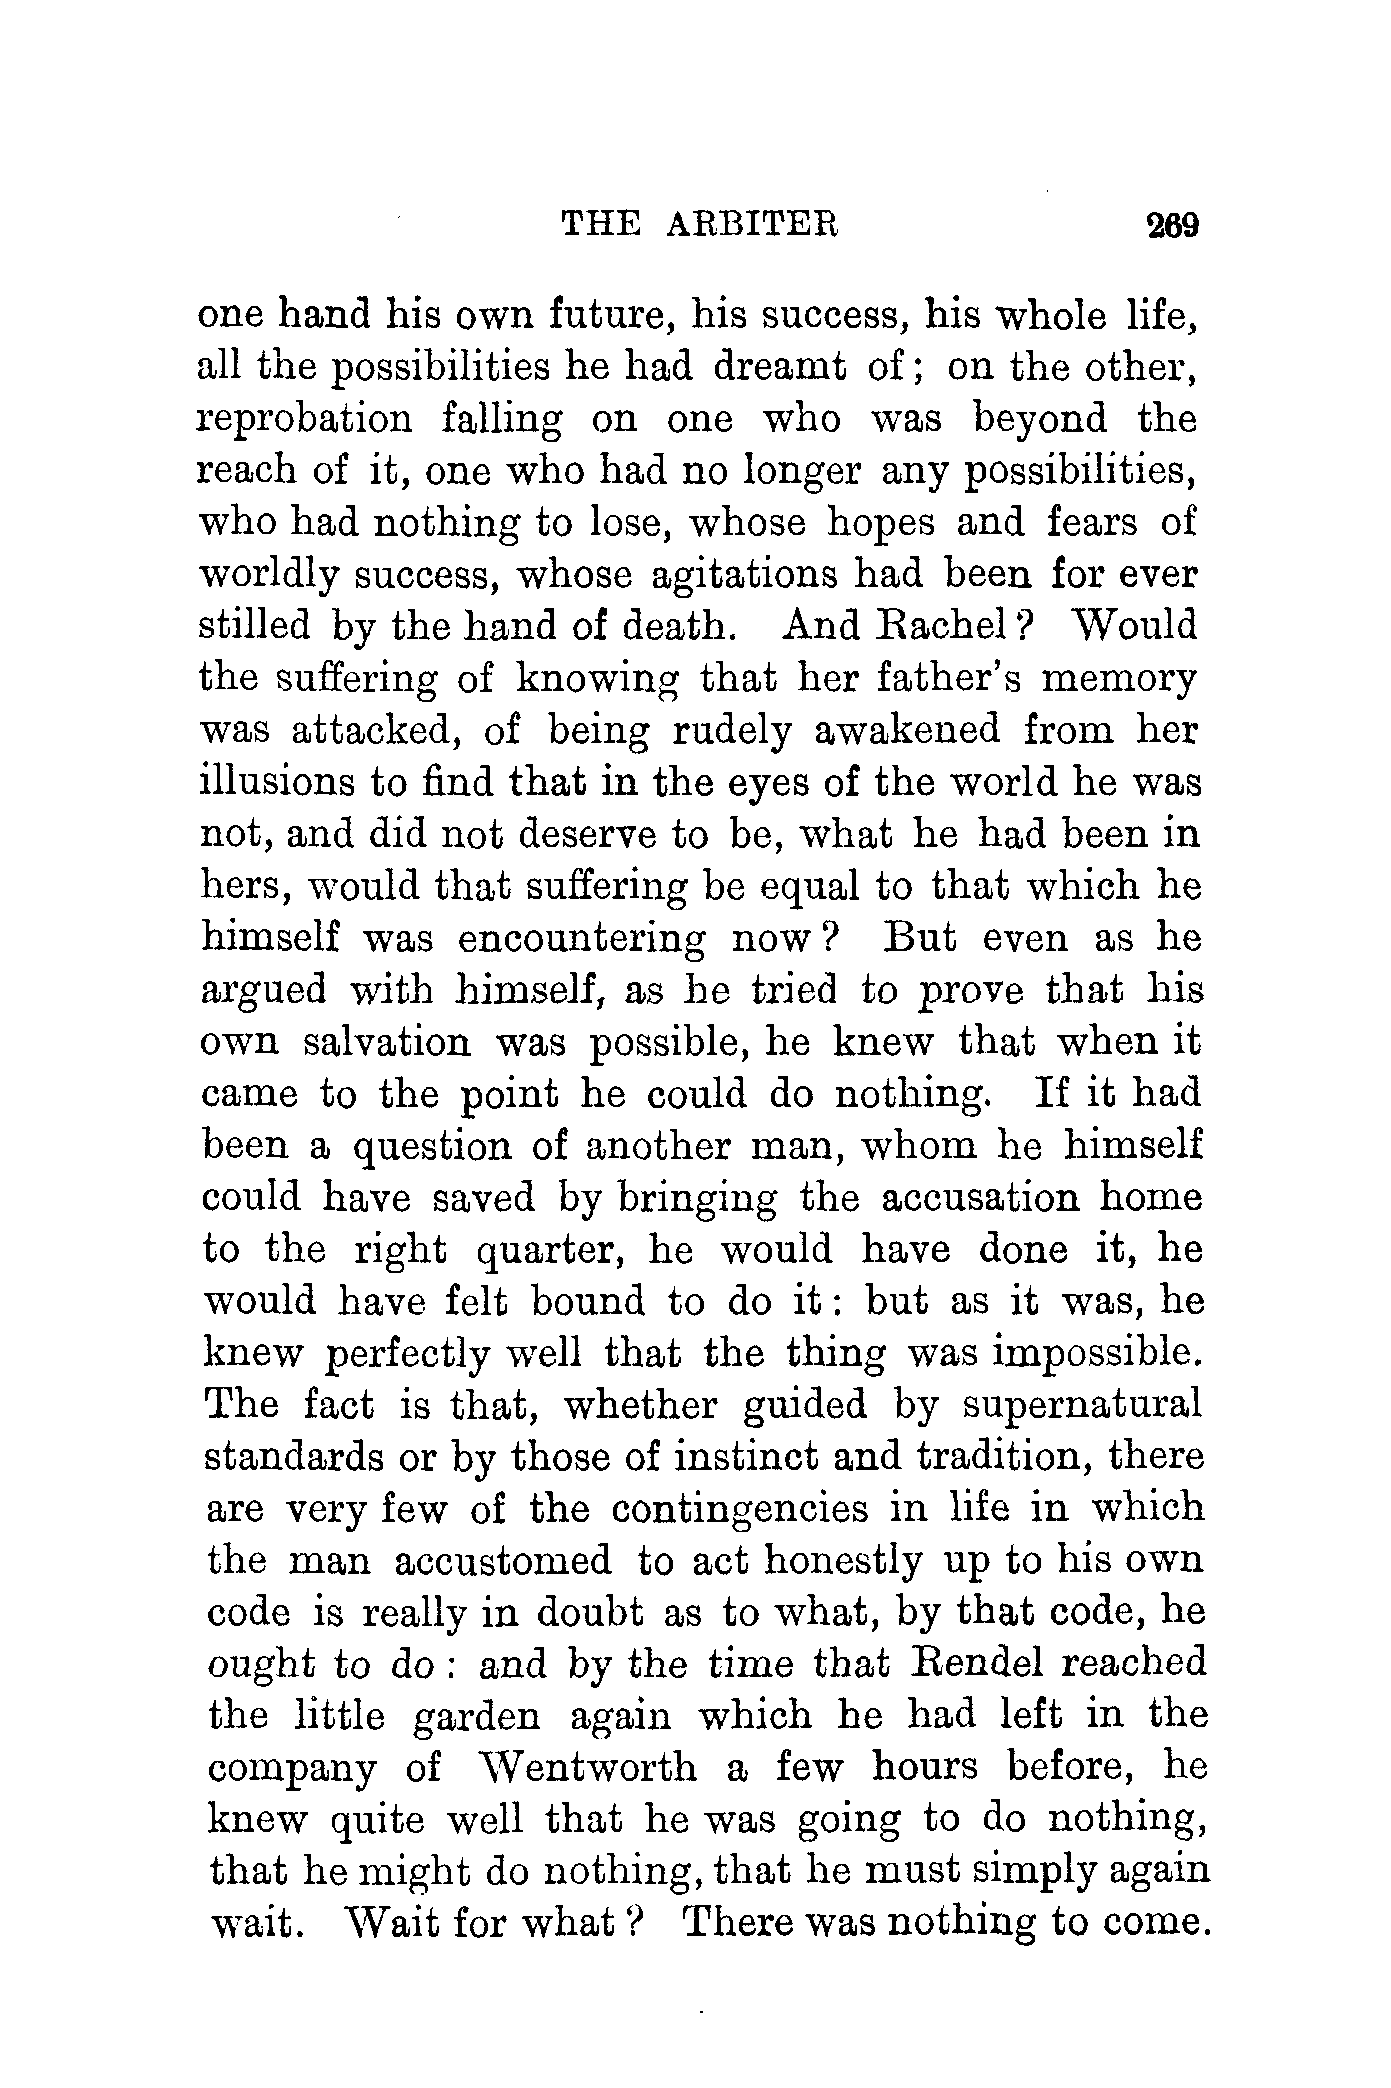 THE ARBITER 269
one hand his own future, his success, his whole life,
all the possibilities he had dreamt of; on the other,
reprobation falling on one who was beyond the
reach of it, one who had no longer any possibilities,
who had nothing to lose, whose hopes and fears of
worldly success, whose agitations had been for ever
stilled by the hand of death. And Rachel? Would
the suffering of knowing that her father's memory
was attacked, of being rudely awakened from her
illusions to find that in the eyes of the world he was
not, and did not deserve to be, what he had been in
hers, would that suffering be equal to that which he
himself was encountering now? But even as he
argued with himself, as he tried to prove that his
own salvation was possible, he knew that when it
came to the point he could do nothing. If it had
been a question of another man, whom he himself
could have saved by bringing the accusation home
to the right quarter, he would have done it, he
would have felt bound to do it: but as it was, he
knew perfectly well that the thing was impossible.
The fact is that, whether guided by supernatural
standards or by those of instinct and tradition, there
are very few of the contingencies in life in which
the man accustomed to act honestly up to his own
code is really in doubt as to what, by that code, he
ought to do: and by the time that Rendel reached
the little garden again which he had left in the
company of Wentworth a few hours before, he
knew quite well that he was going to do nothing,
that he might do nothing, that he must simply again
wait. Wait for what? There was nothing to come.